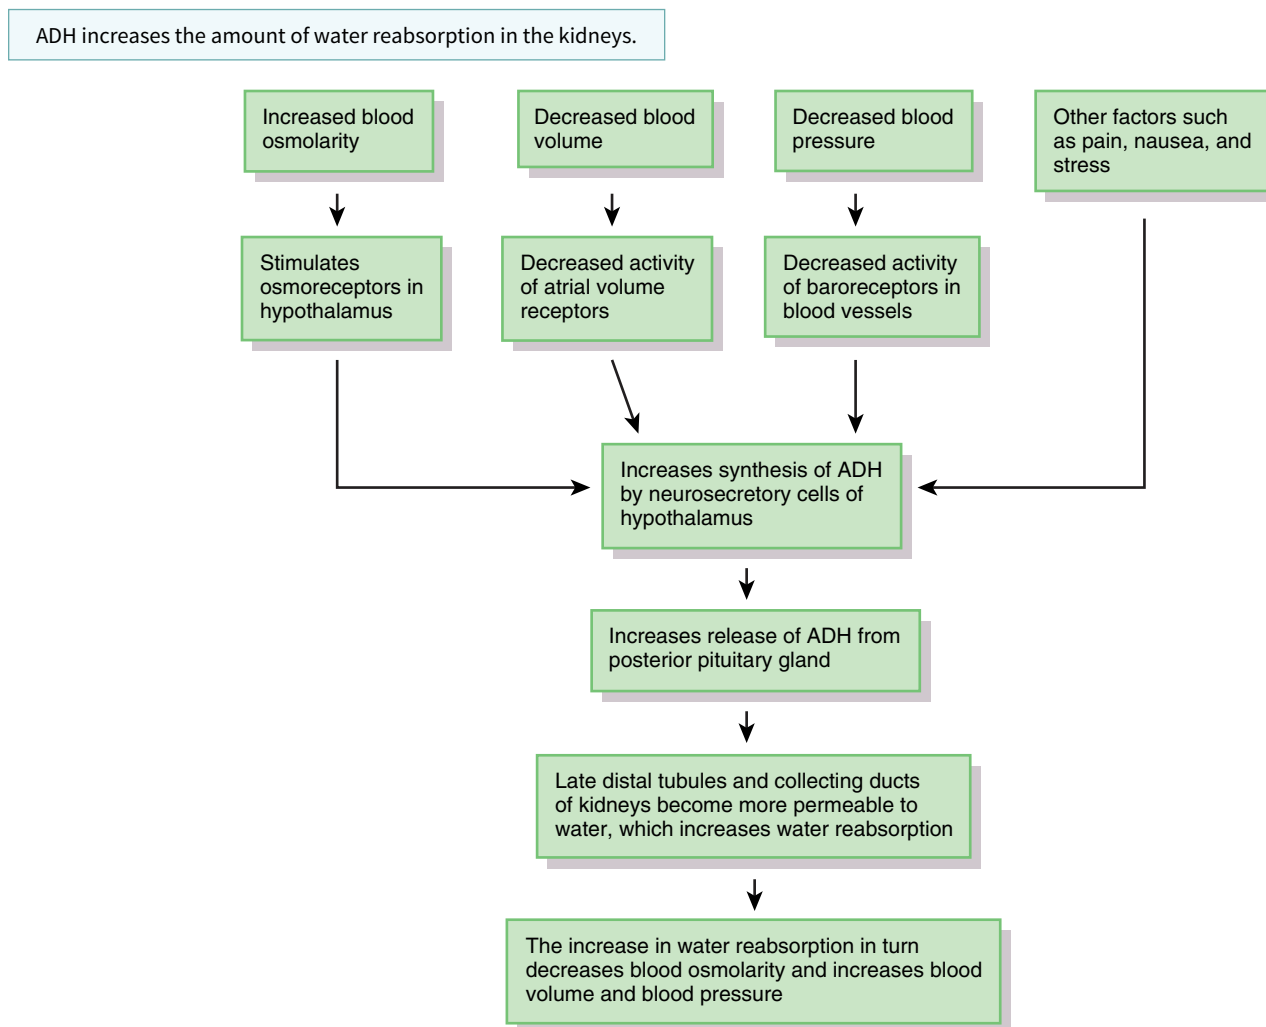 ADH increases the amount of water reabsorption in the kidneys.
Increased blood
osmolarity
Decreased blood
volume
Decreased blood
pressure
Other factors such
as pain, nausea, and
stress
Stimulates
osmoreceptors in
hypothalamus
Decreased activity
of atrial volume
receptors
Decreased activity
of baroreceptors in
blood vessels
Increases synthesis of ADH
by neurosecretory cells of
hypothalamus
Increases release of ADH from
posterior pituitary gland
Late distal tubules and collecting ducts
of kidneys become more permeable to
water, which increases water reabsorption
The increase in water reabsorption in turn
decreases blood osmolarity and increases blood
volume and blood pressure